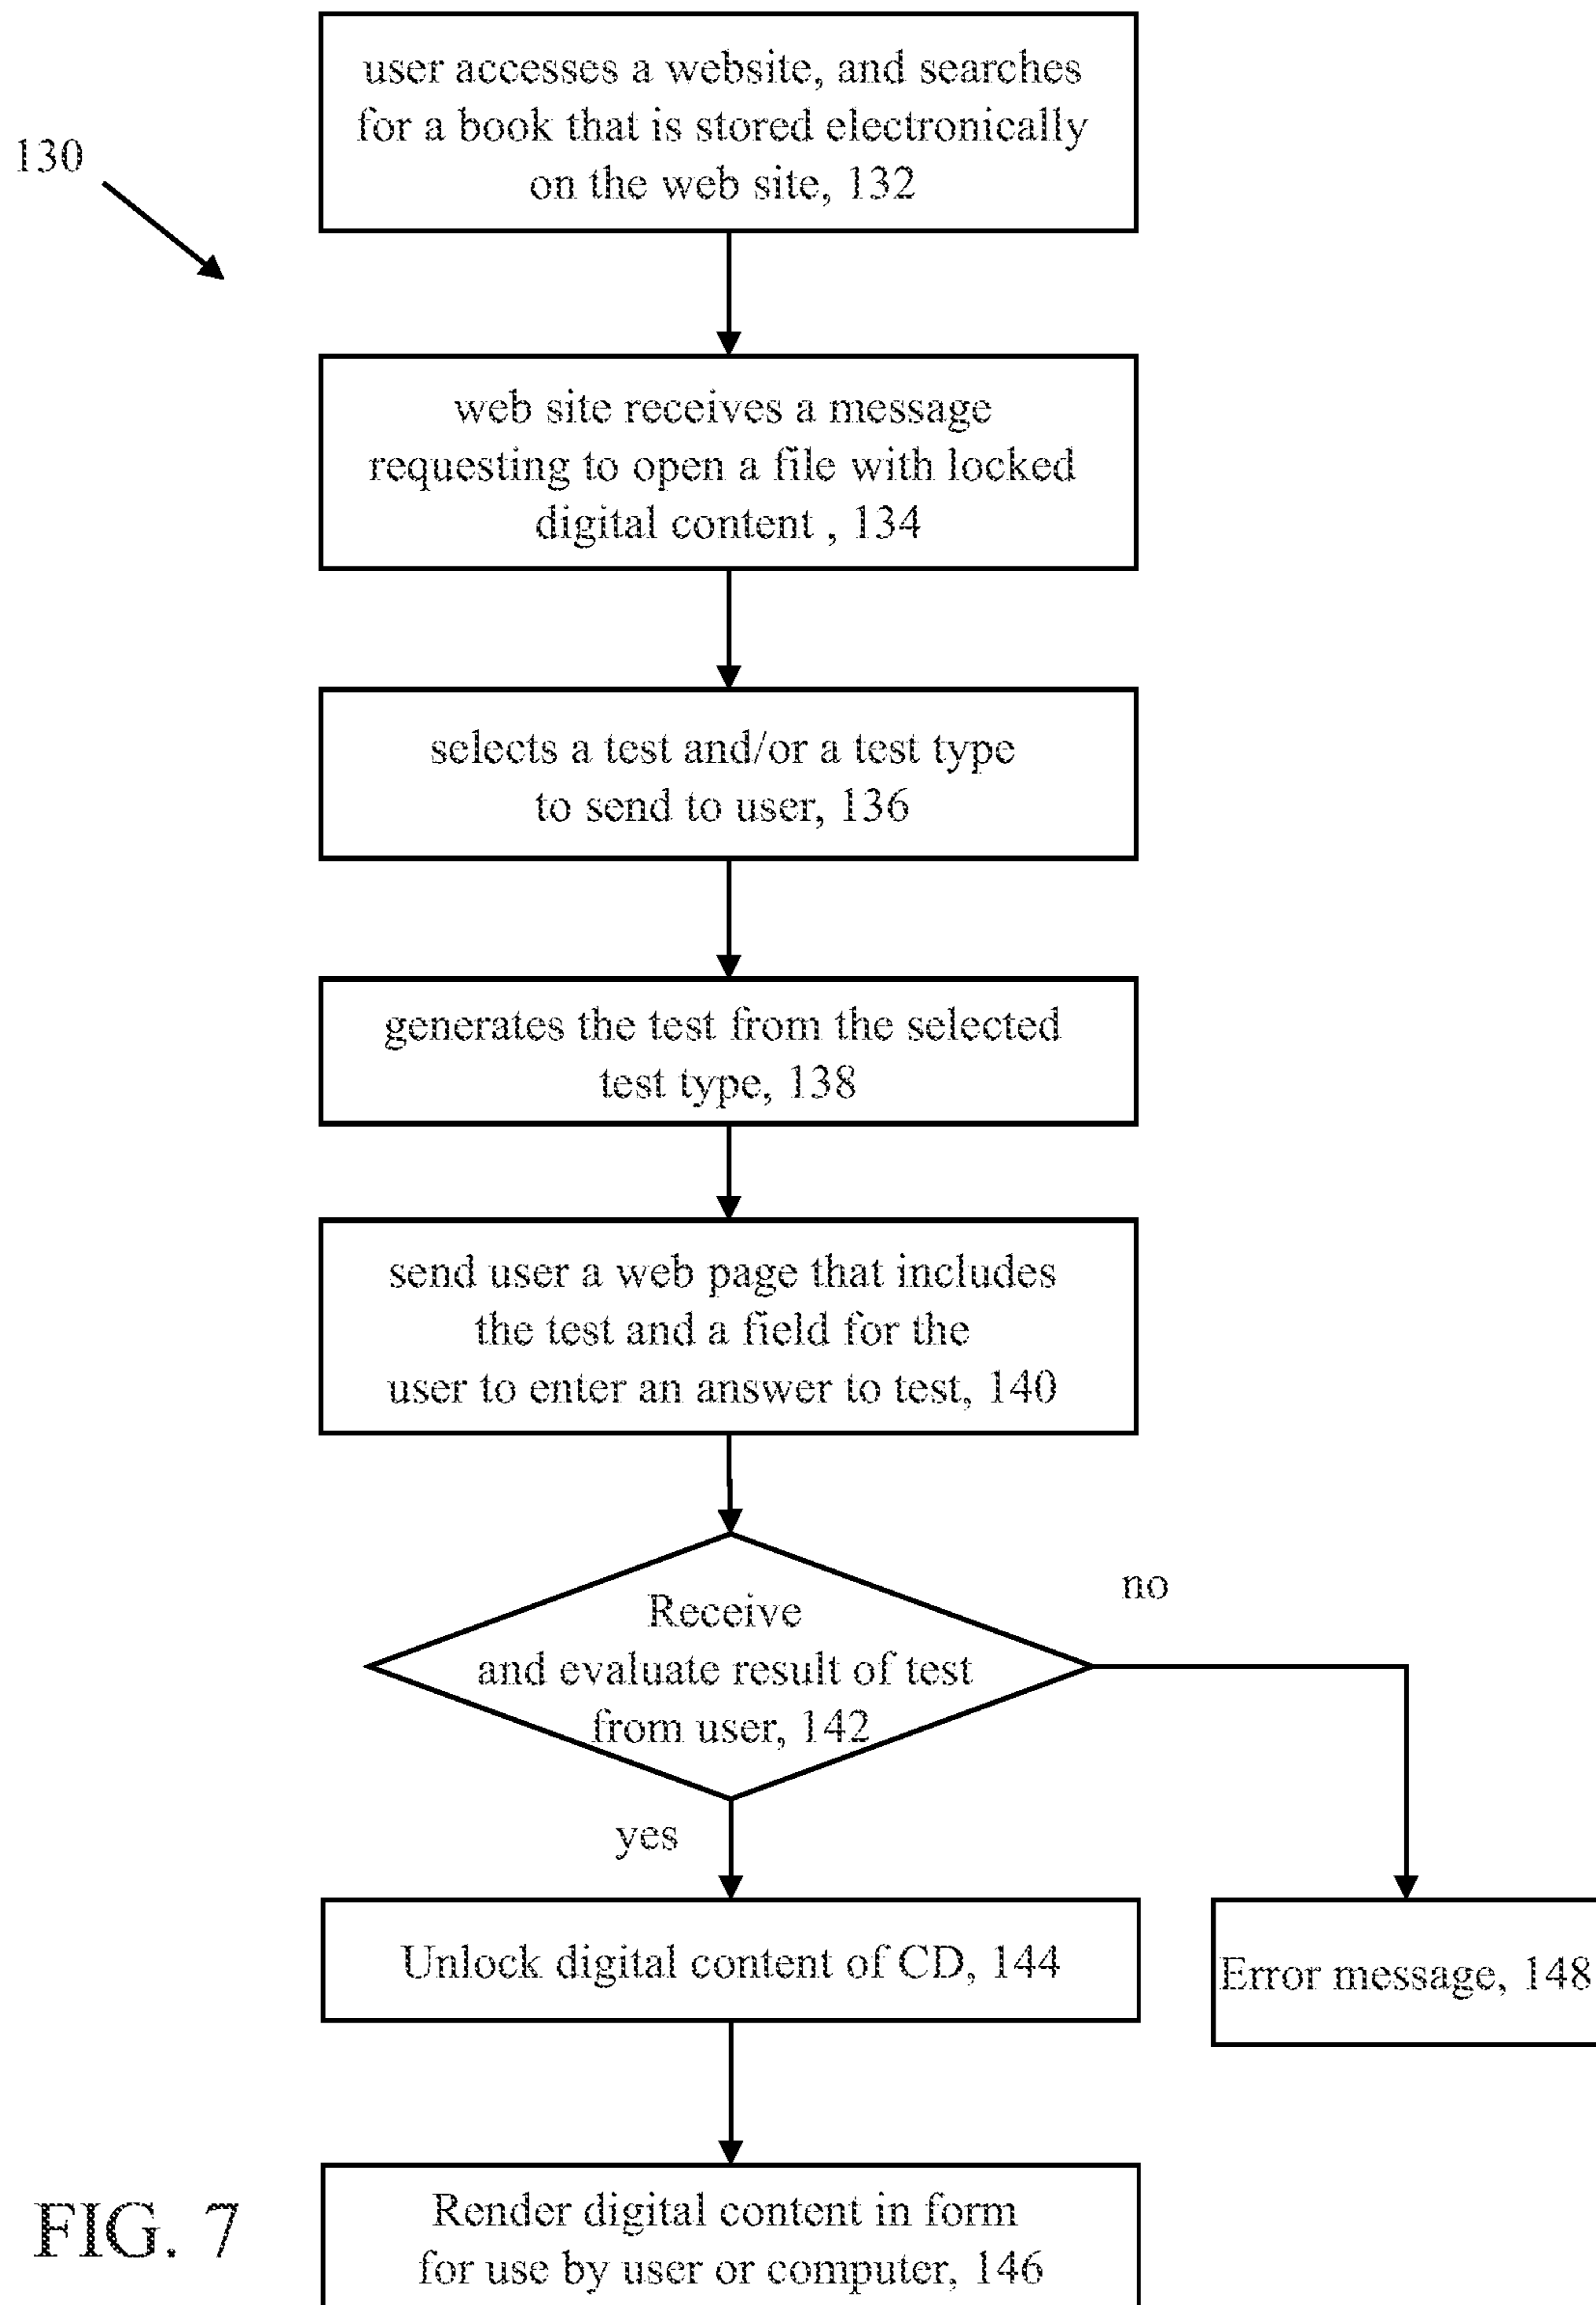 130
user accesses a website, and searches
for a book that is stored electronically
on the web site, 132
web site receives a message
requesting to open a file with locked
digital content , 134
selects a test and/or a test type
to send to user, 136
generates the test from the selected
test type, 138
send user a web page that includes
the test and a field for the
user to enter an answer to test, 140
Receive
and evaluate result of test
from user, 142
no
yes
Unlock digital content of CD, 144
Error message, 148
Render digital content in form
for use by user or computer, 146
FIG. 7